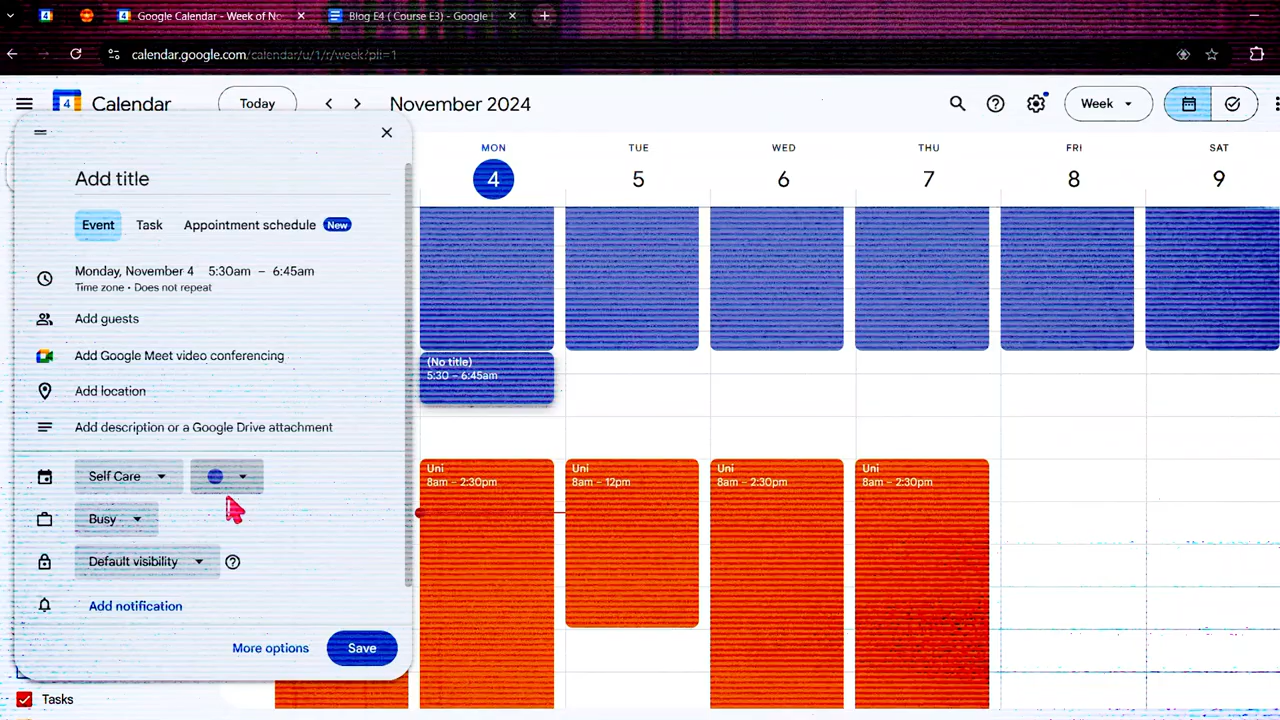 Google Calendar - Week of No
Blog E4 ( Course E3) - Google
calendar.google.com/calendar/u/1/r/week?pli=1
4 Calendar
Today
November 2024
Week
Add title
Event
Task
Appointment schedule
New
Monday, November 4 5:30am – 6:45am
Does repeat
Add guests
Add Google Meet video conferencing
Add location
Add description or a Google Drive attachment
Self Care
Busy
Default visibility
Add notification
More options
Save
Tasks
MON
TUE
WED
THU
FRI
SAT
4
5
6
7
8
9
(No title)
5:30 – 6:45am
Uni
8am – 2:30pm
Uni
8am – 12pm
Uni
8am – 2:30pm
Uni
8am – 2:30pm